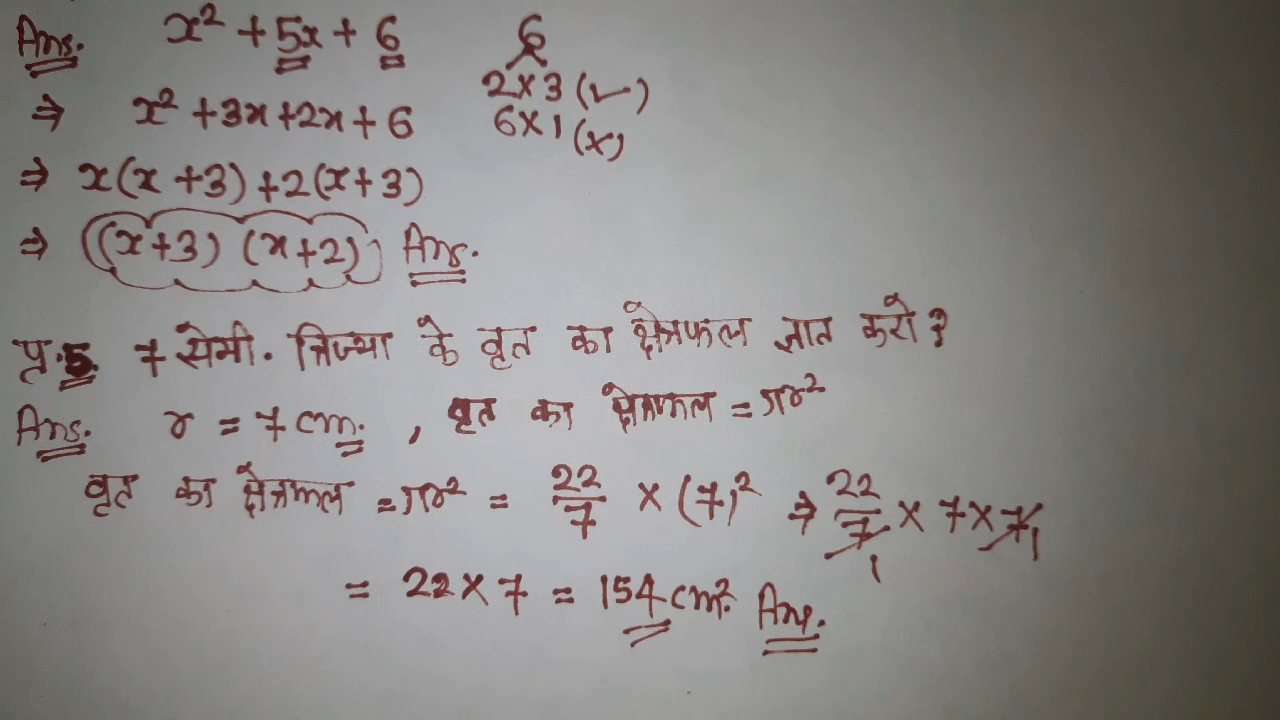 Ans. x² + 5x + 6
6
2×3 (✓)
6×1 (×)
⇒ x² + 3x + 2x + 6
⇒ x(x + 3) + 2(x + 3)
⇒ ((x + 3) (x + 2)) Ans.
प्र.5. 7 सेमी. त्रिज्या के वृत का क्षेत्रफल ज्ञात करो ?
Ans. r = 7 cm. , वृत का क्षेत्रफल = πr²
वृत का क्षेत्रफल = πr² = 22/7 × (7)² ⇒ 22/7 1 × 7 × 7 1
= 22 × 7 = 154 cm². Ans.